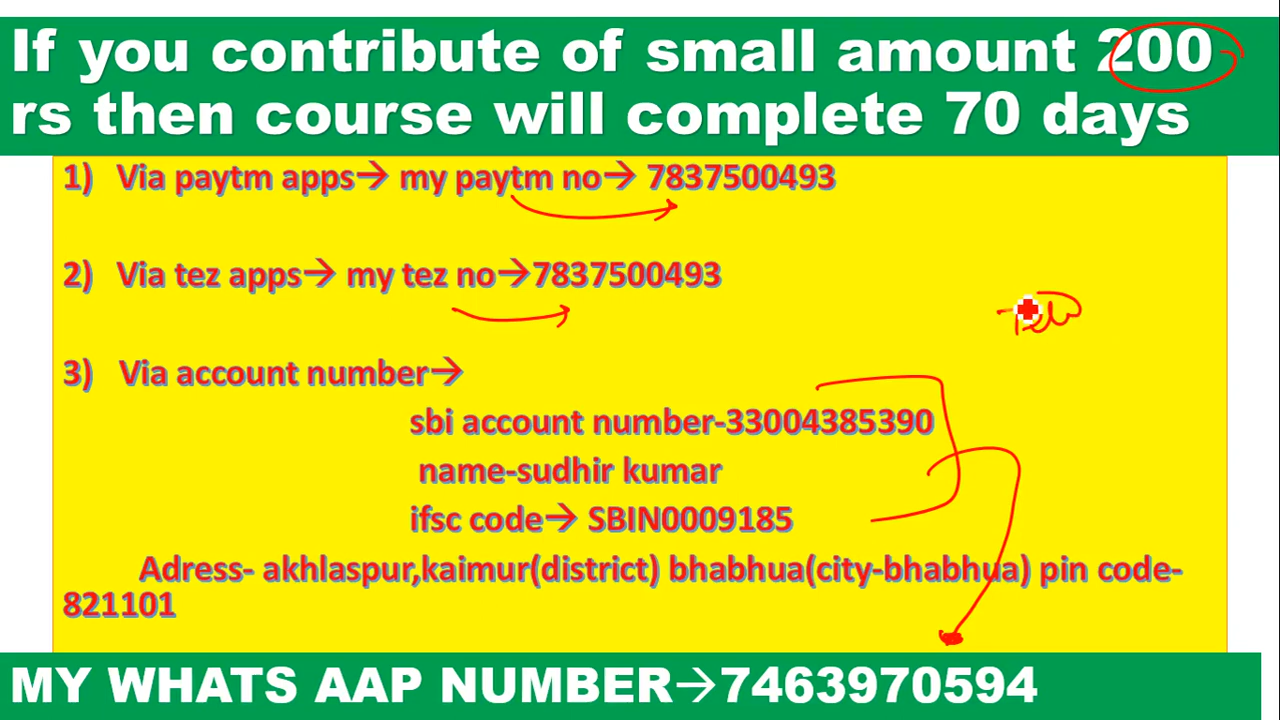 If you contribute of small amount 200
rs then course will complete 70 days
1) Via paytm apps→ my paytm no→ 7837500493
2) Via tez apps→ my tez no→7837500493
3) Via account number→
sbi account number-33004385390
name-sudhir kumar
ifsc code→ SBIN0009185
Adress- akhlaspur,kaimur(district) bhabhua(city-bhabhua) pin code-
821101
MY WHATS AAP NUMBER→7463970594